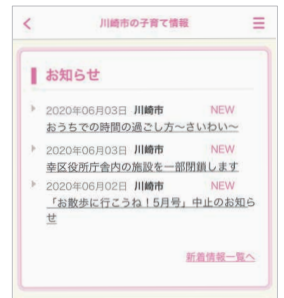 川崎市の子育て情報
お知らせ
2020年06月03日 川崎市 NEW
おうちでの時間の過ごし方～さいわい～
2020年06月03日 川崎市 NEW
幸区役所庁舎内の施設を一部閉鎖します
2020年06月02日 川崎市 NEW
「お散歩に行こうね！5月号」中止のお知ら
せ
新着情報一覧へ